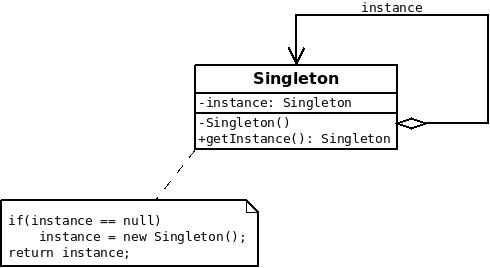 instance
Singleton
-instance: Singleton
-Singleton()
+getInstance(): Singleton
if(instance == null)
    instance = new Singleton();
return instance;